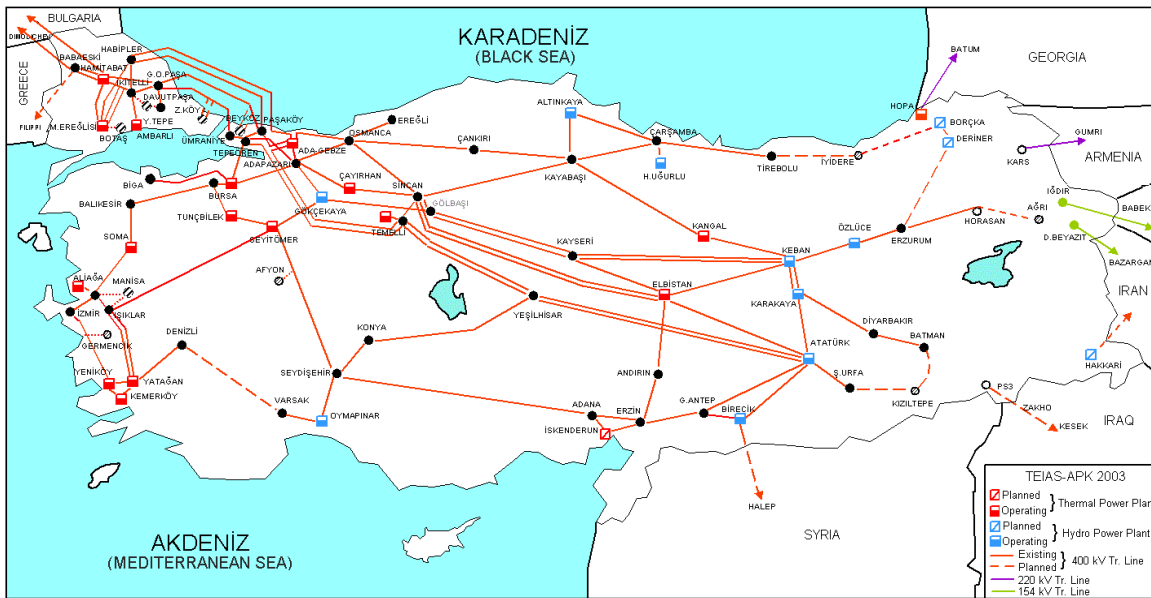 BULGARIA
DIMODICHEV
BABAESKI
HAMITABAT
HABİPLER
GREECE
G.O.PAŞA
İKİTELLİ
DAVUTPAŞA
Z.KÖY
FILIPPI
M.EREĞLİSİ
BOTAŞ
Y.TEPE
AMBARLI
BEYKOZ
PAŞAKÖY
ÜMRANİYE
TEPEÖREN
KARADENİZ
(BLACK SEA)
GEORGIA
BATUM
HOPA
BORÇKA
DERİNER
GUMRI
KARS
ARMENIA
ALTINKAYA
ÇARŞAMBA
H.UĞURLU
TİREBOLU
İYİDERE
EREĞLİ
OSMANCA
ÇANKIRI
KAYABAŞI
ADA-GEBZE
ADAPAZARI
BİGA
BURSA
ÇAYIRHAN
SİNCAN
GÖLBAŞI
IĞDIR
BABEK
AĞRI
HORASAN
D.BEYAZIT
BAZARGAN
BALIKESİR
TUNÇBİLEK
GÖKÇEKAYA
TEMELLİ
SEYİTÖMER
KANGAL
ÖZLÜCE
ERZURUM
SOMA
KAYSERİ
KEBAN
IRAN
AFYON
ALİAĞA
MANİSA
ELBİSTAN
KARAKAYA
İZMİR
IŞIKLAR
YEŞİLHİSAR
DENİZLİ
KONYA
DİYARBAKIR
BATMAN
GERMENCİK
ATATÜRK
HAKKARİ
YENİKÖY
YATAĞAN
KEMERKÖY
SEYDİŞEHİR
ANDIRIN
Ş.URFA
KIZILTEPE
PS3
ZAKHO
KESEK
IRAQ
VARSAK
OYMAPINAR
ADANA
ERZİN
G.ANTEP
BİRECİK
İSKENDERUN
HALEP
SYRIA
AKDENİZ
(MEDITERRANEAN SEA)
TEIAS-APK 2003
Planned
Operating
Thermal Power Plant
Planned
Operating
Hydro Power Plant
Existing
Planned
400 kV Tr. Line
220 kV Tr. Line
154 kV Tr. Line